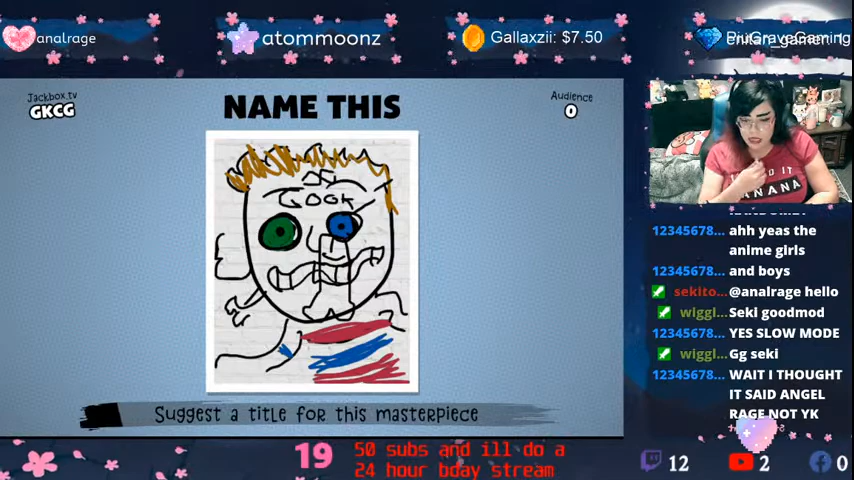 analrage
atommoonz
Gallaxzii: $7.50
Jackbox.tv
GKCG
NAME THIS
Audience
0
GOOK
Suggest a title for this masterpiece
12345678... ahh yeas the
anime girls
12345678... and boys
sekito... @analrage hello
wiggl... Seki goodmod
12345678... YES SLOW MODE
wiggl... Gg seki
12345678... WAIT I THOUGHT
IT SAID ANGEL
RAGE NOT YK
19
50 subs and ill do a
24 hour bday stream
12
2
0